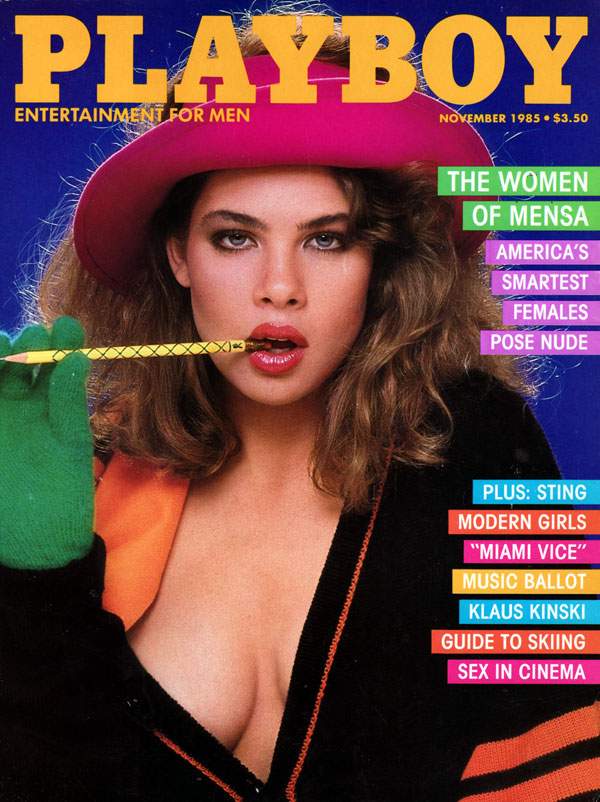 PLAYBOY
ENTERTAINMENT FOR MEN
NOVEMBER 1985 • $3.50
THE WOMEN
OF MENSA
AMERICA'S
SMARTEST
FEMALES
POSE NUDE
PLUS: STING
MODERN GIRLS
"MIAMI VICE"
MUSIC BALLOT
KLAUS KINSKI
GUIDE TO SKIING
SEX IN CINEMA